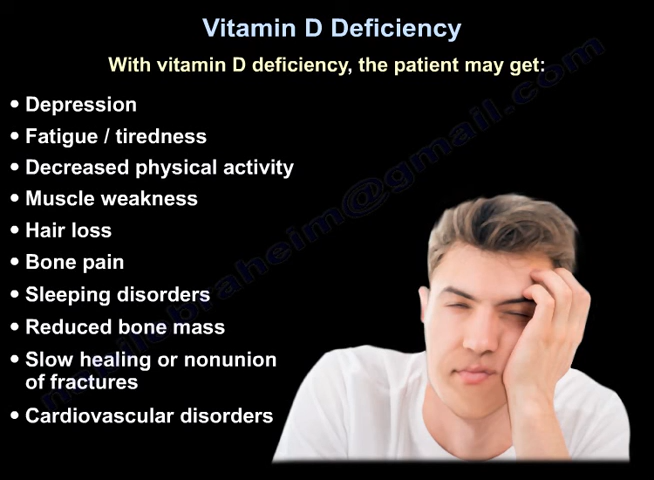 Vitamin D Deficiency
With vitamin D deficiency, the patient may get:
• Depression
• Fatigue / tiredness
• Decreased physical activity
• Muscle weakness
• Hair loss
• Bone pain
• Sleeping disorders
• Reduced bone mass
• Slow healing or nonunion
of fractures
• Cardiovascular disorders